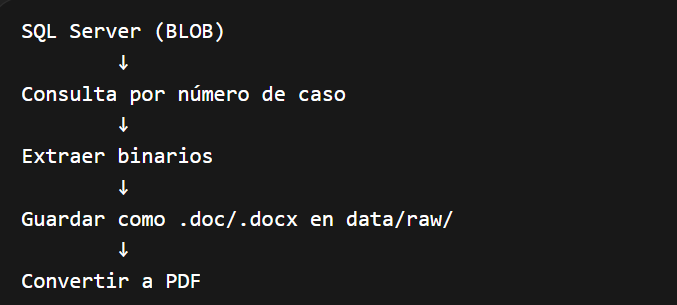 SQL Server (BLOB)
↓
Consulta por número de caso
↓
Extraer binarios
↓
Guardar como .doc/.docx en data/raw/
↓
Convertir a PDF